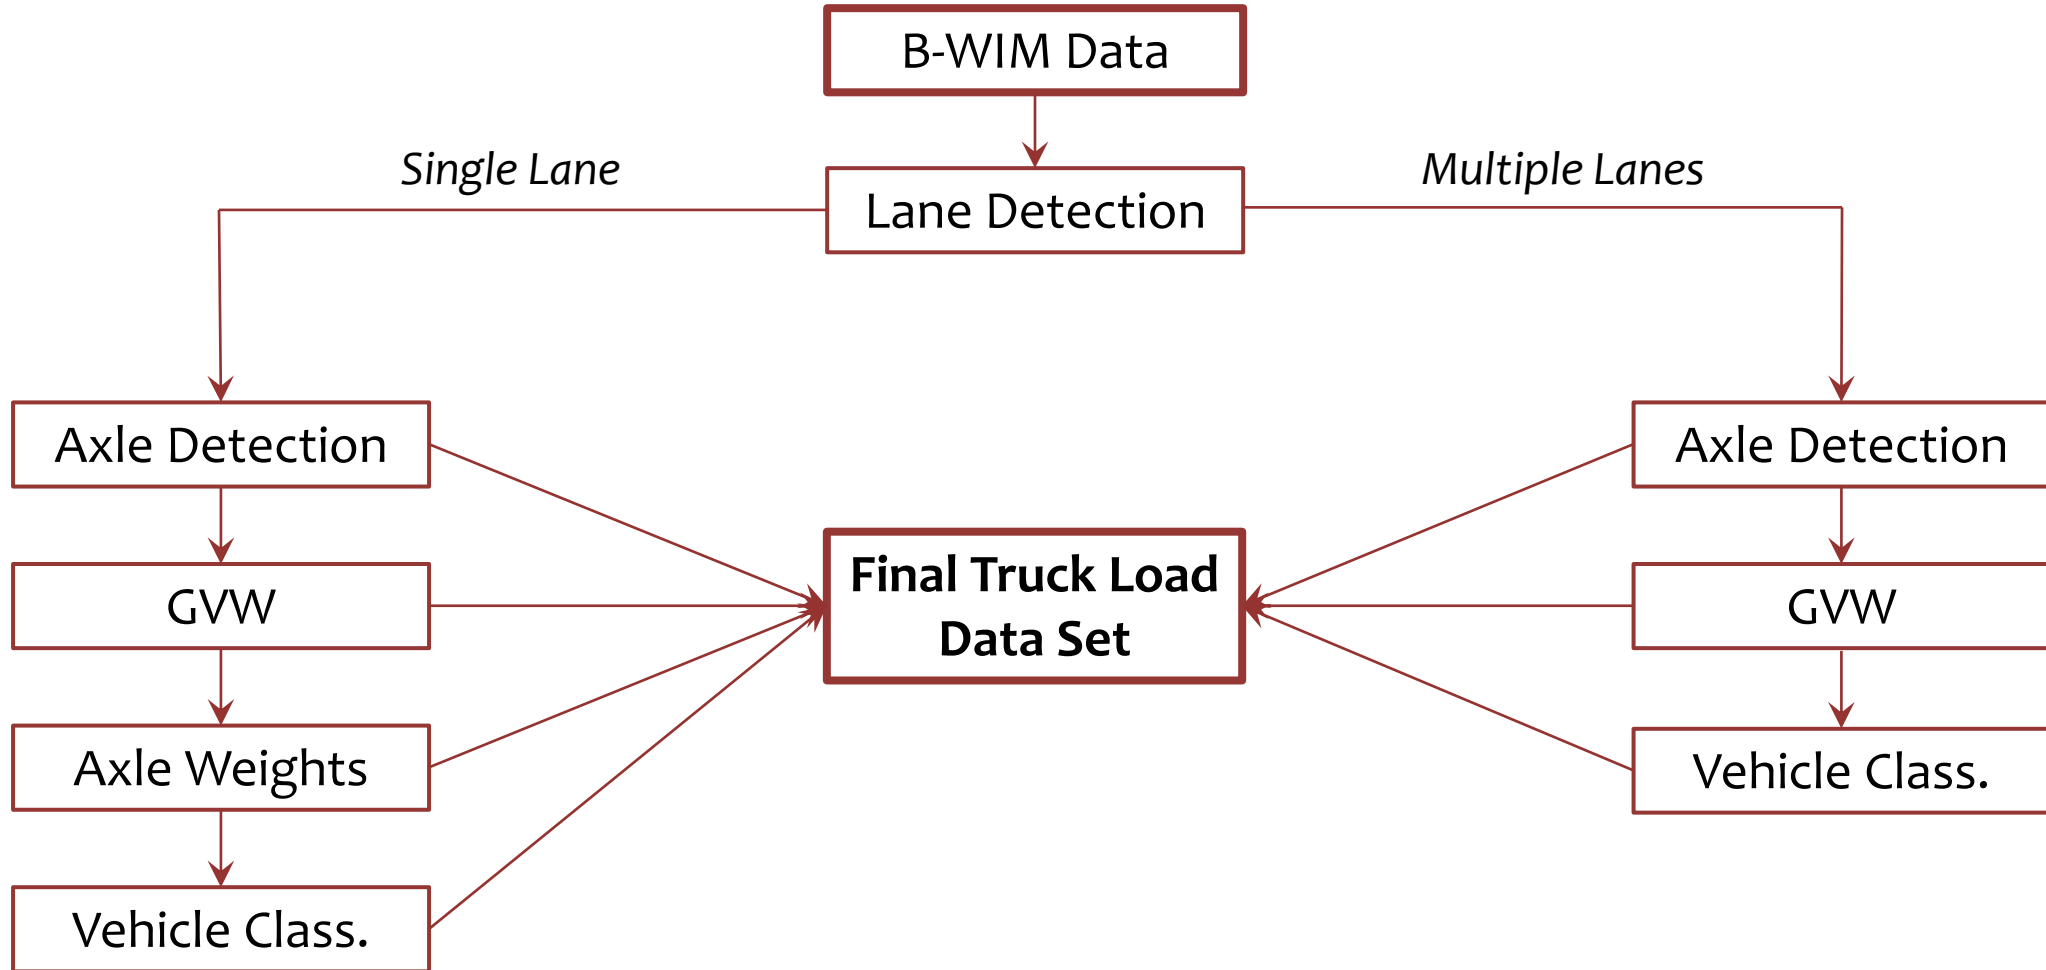 B-WIM Data
Single Lane
Multiple Lanes
Lane Detection
Axle Detection
Axle Detection
GVW
Final Truck Load
Data Set
GVW
Axle Weights
Vehicle Class.
Vehicle Class.